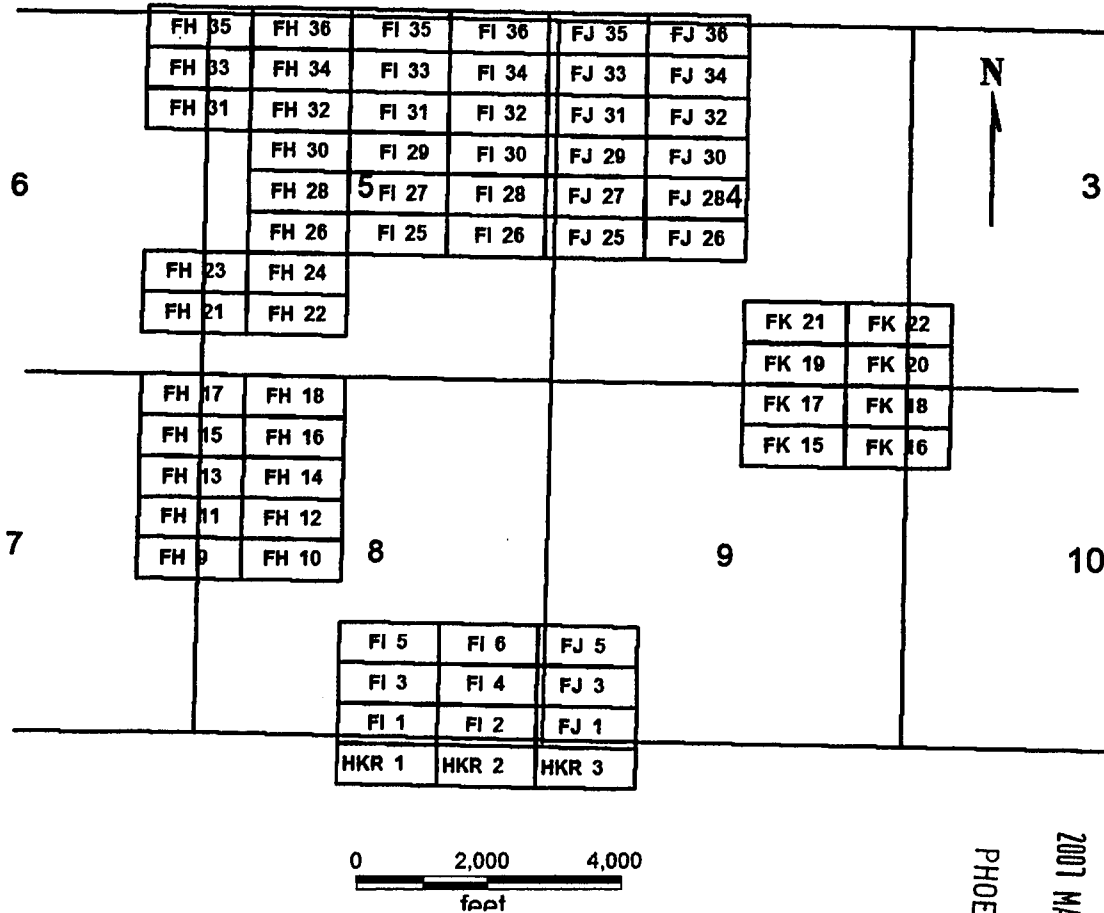 FH 35 FH 36 FI 35 FI 36 FJ 35 FJ 36
FH 33 FH 34 FI 33 FI 34 FJ 33 FJ 34
N
FH 31 FH 32 FI 31 FI 32 FJ 31 FJ 32
FH 30 FI 29 FI 30 FJ 29 FJ 30
6 FH 28 5 FI 27 FI 28 FJ 27 FJ 28 4 3
FH 26 FI 25 FI 26 FJ 25 FJ 26
FH 23 FH 24
FH 21 FH 22
FK 21 FK 22
FK 19 FK 20
FH 17 FH 18
FK 17 FK 18
FH 15 FH 16
FK 15 FK 16
FH 13 FH 14
FH 11 FH 12
7 FH 9 FH 10 8 9 10
FI 5 FI 6 FJ 5
FI 3 FI 4 FJ 3
FI 1 FI 2 FJ 1
HKR 1 HKR 2 HKR 3
0 2,000 4,000
feet
2001 MA
PHOE